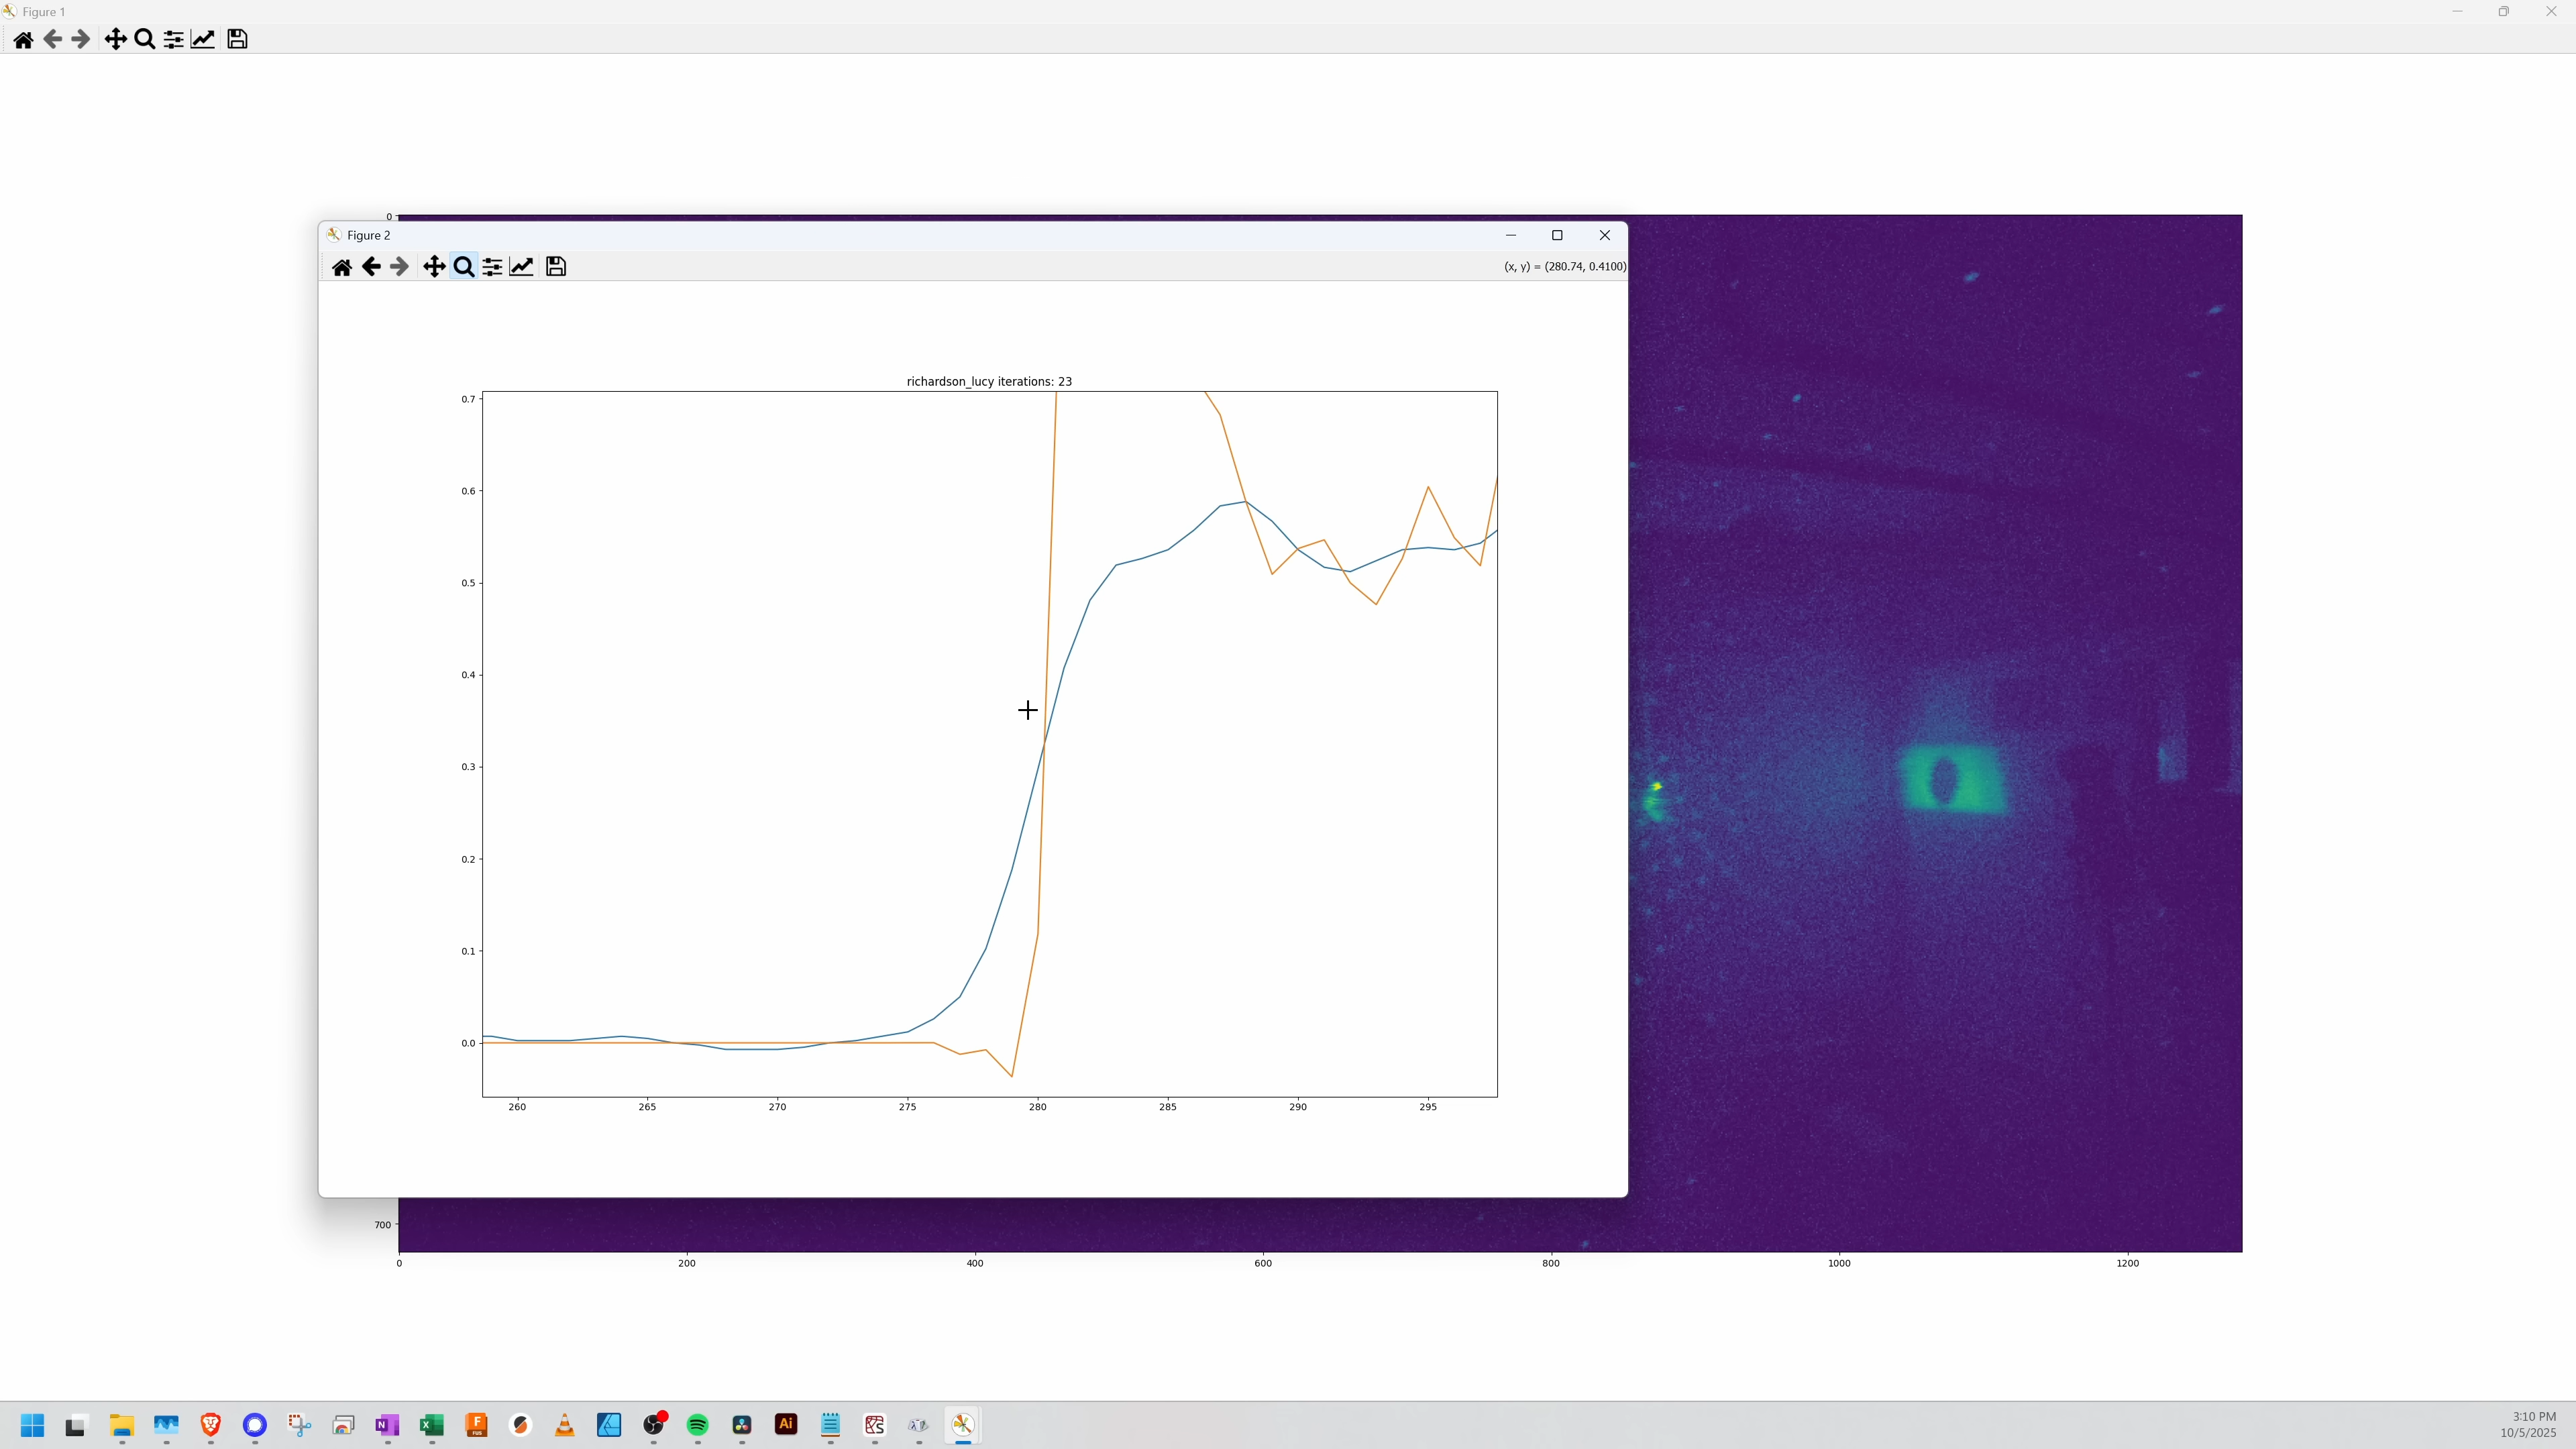 Figure 1
0
Figure 2
(x, y) = (280.74, 0.4100)
richardson_lucy iterations: 23
0.7
0.6
0.5
0.4
0.3
0.2
0.1
0.0
260 265 270 275 280 285 290 295
700
0 200 400 600 800 1000 1200
N X F FUS Ai
3:10 PM
10/5/2025